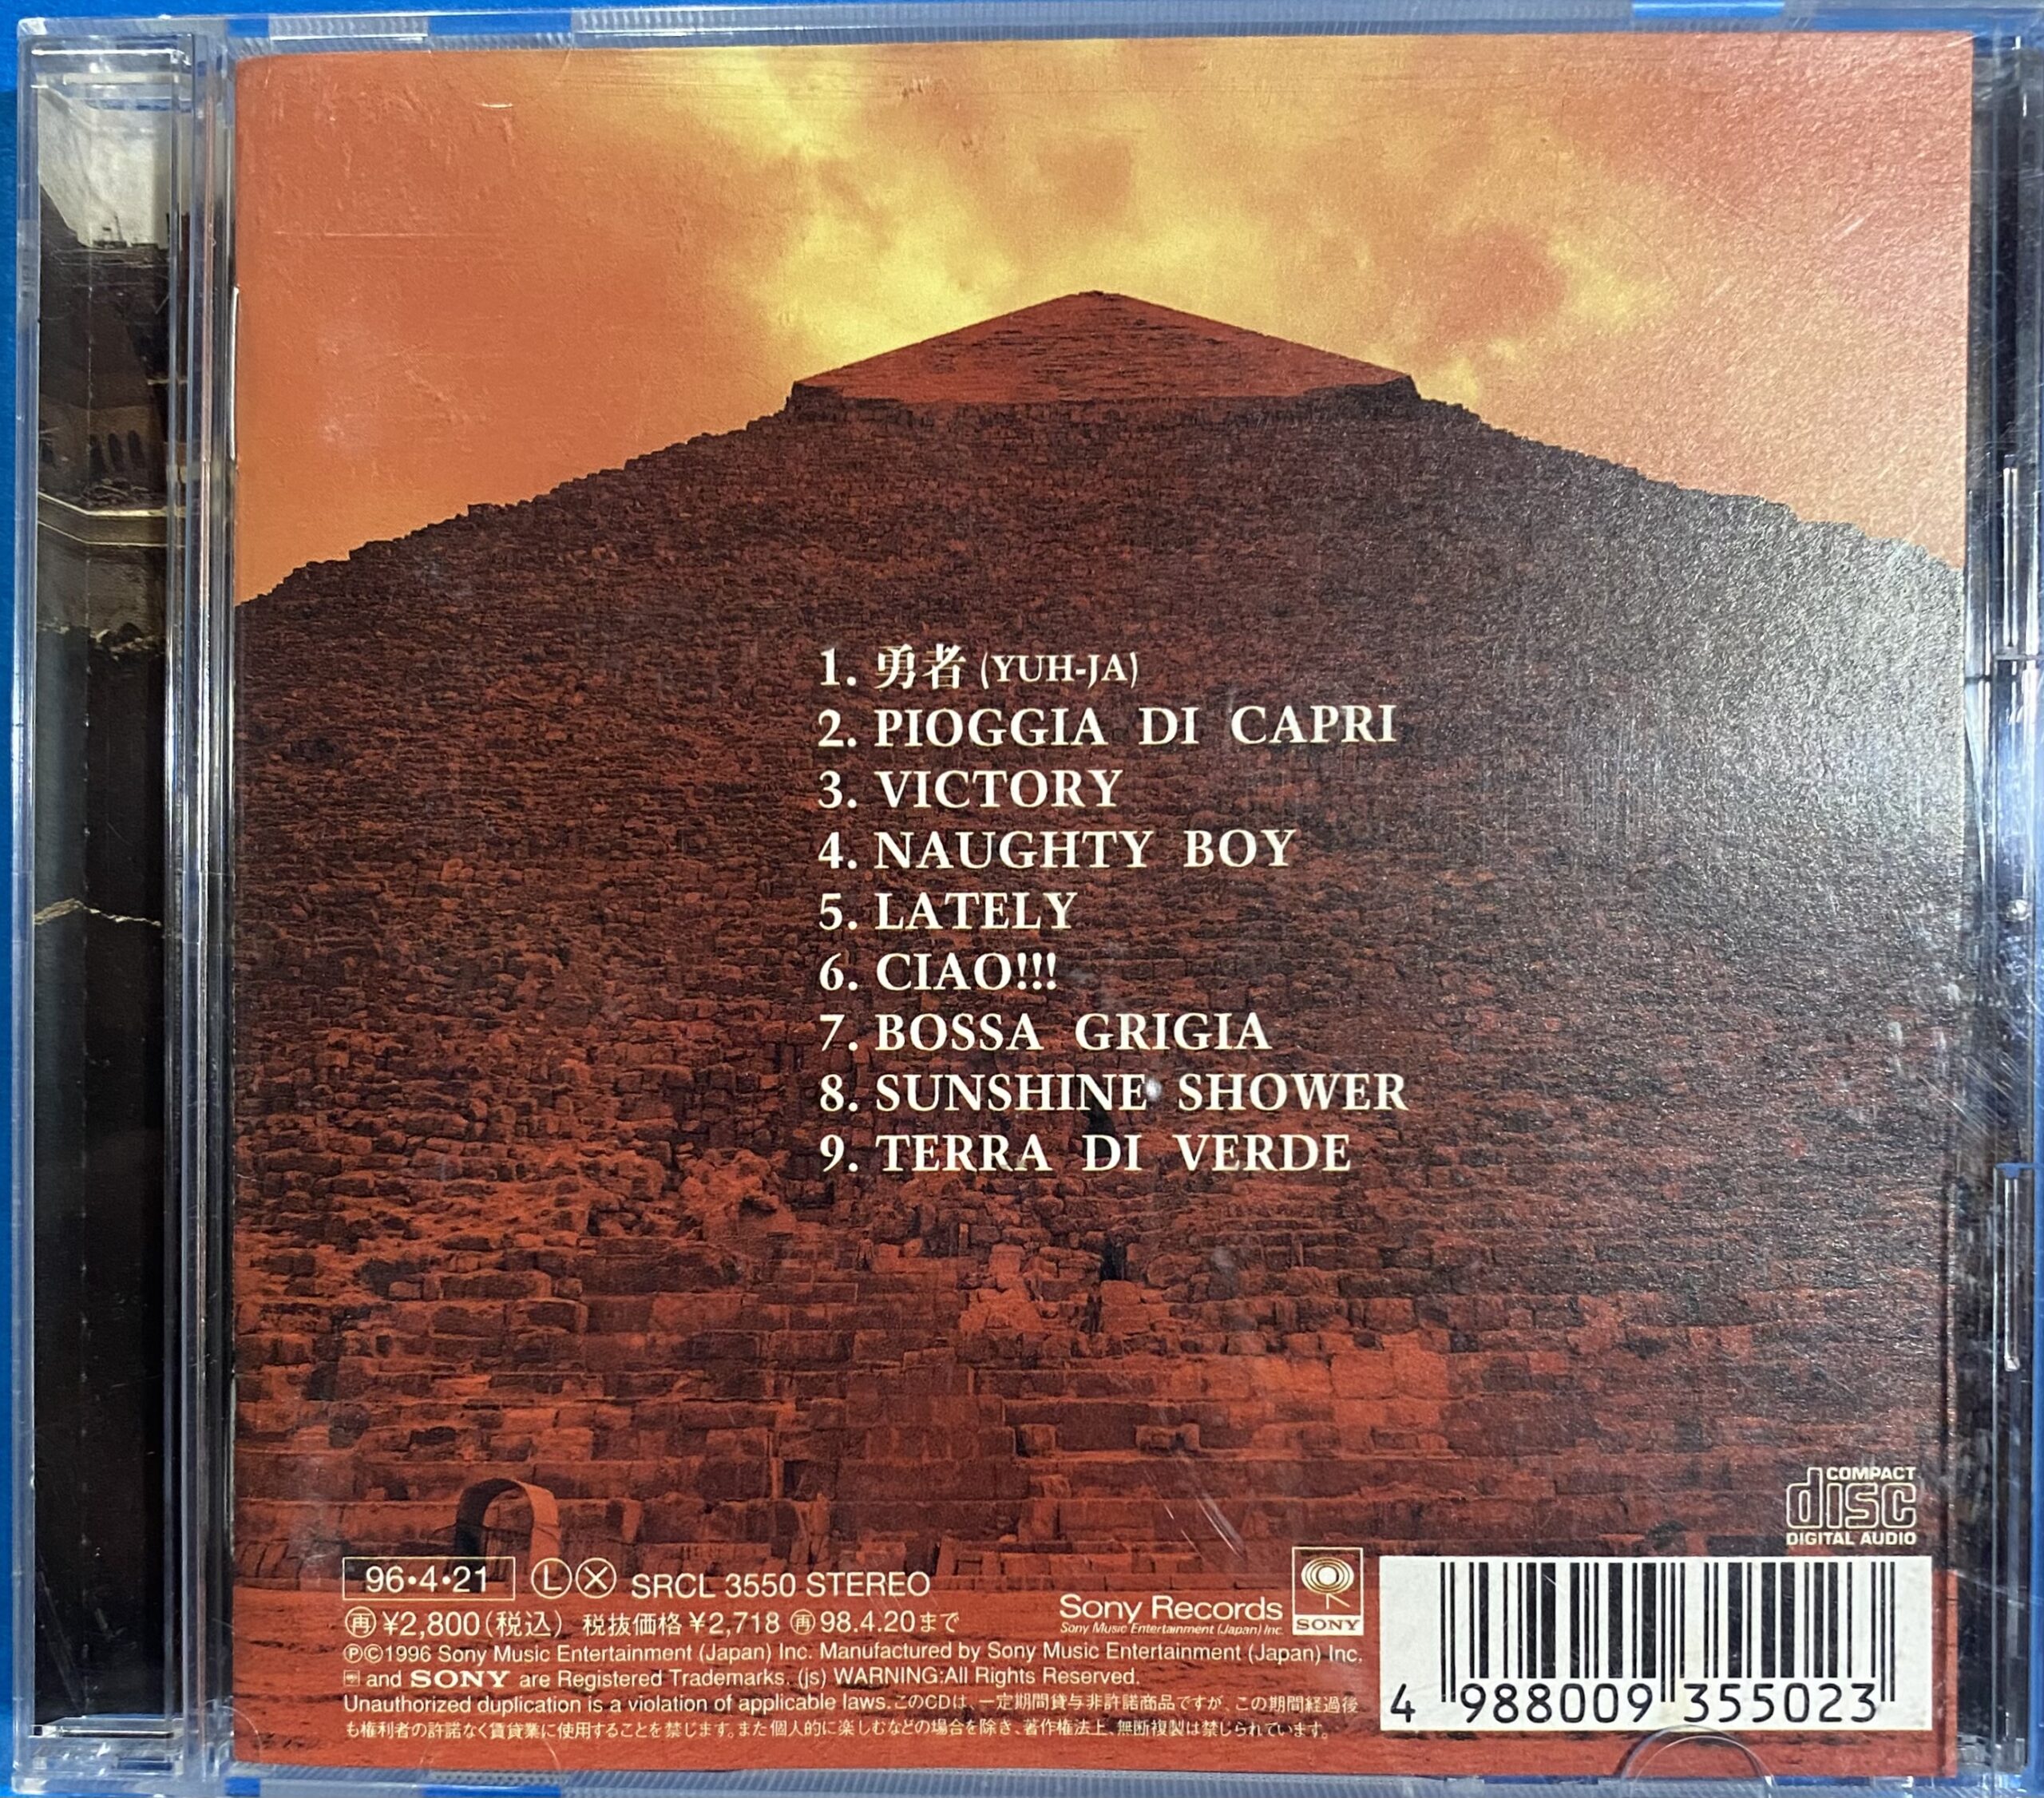 1. 勇者 (YUH-JA)
2. PIOGGIA DI CAPRI
3. VICTORY
4. NAUGHTY BOY
5. LATELY
6. CIAO!!!
7. BOSSA GRIGIA
8. SUNSHINE SHOWER
9. TERRA DI VERDE
COMPACT
disc
DIGITAL AUDIO
96•4•21 Ⓛ Ⓧ SRCL 3550 STEREO
㊢¥2,800(税込) 税抜価格¥2,718 再98.4.20まで
Sony Records
Sony Music Entertainment (Japan) Inc.
SONY
ⓅⒸ1996 Sony Music Entertainment (Japan) Inc. Manufactured by Sony Music Entertainment (Japan) Inc.
and SONY are Registered Trademarks. (js) WARNING:All Rights Reserved.
Unauthorized duplication is a violation of applicable laws.このCDは、一定期間貸与非許諾商品ですが、この期間経過後
も権利者の許諾なく賃貸業に使用することを禁じます。また個人的に楽しむなどの場合を除き、著作権法上、無断複製は禁じられています。
4 988009 355023